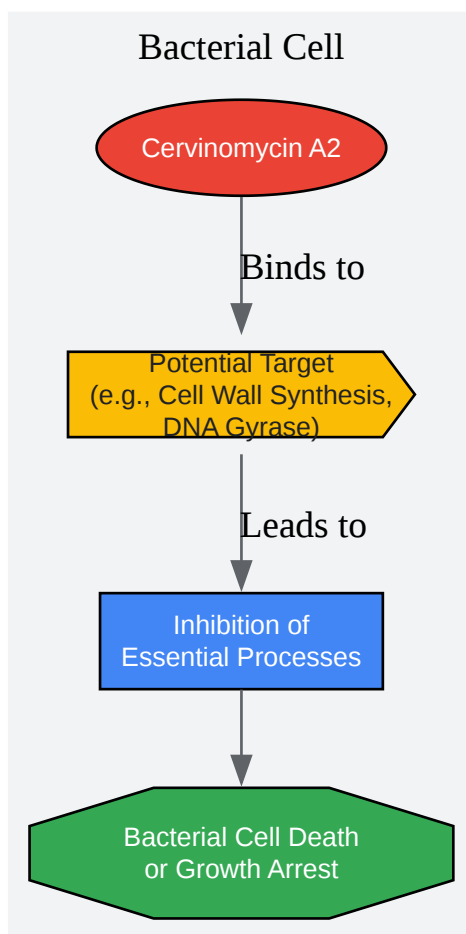 Bacterial Cell
Cervinomycin A2
Binds to
Potential Target
(e.g., Cell Wall Synthesis,
DNA Gyrase)
Leads to
Inhibition of
Essential Processes
Bacterial Cell Death
or Growth Arrest